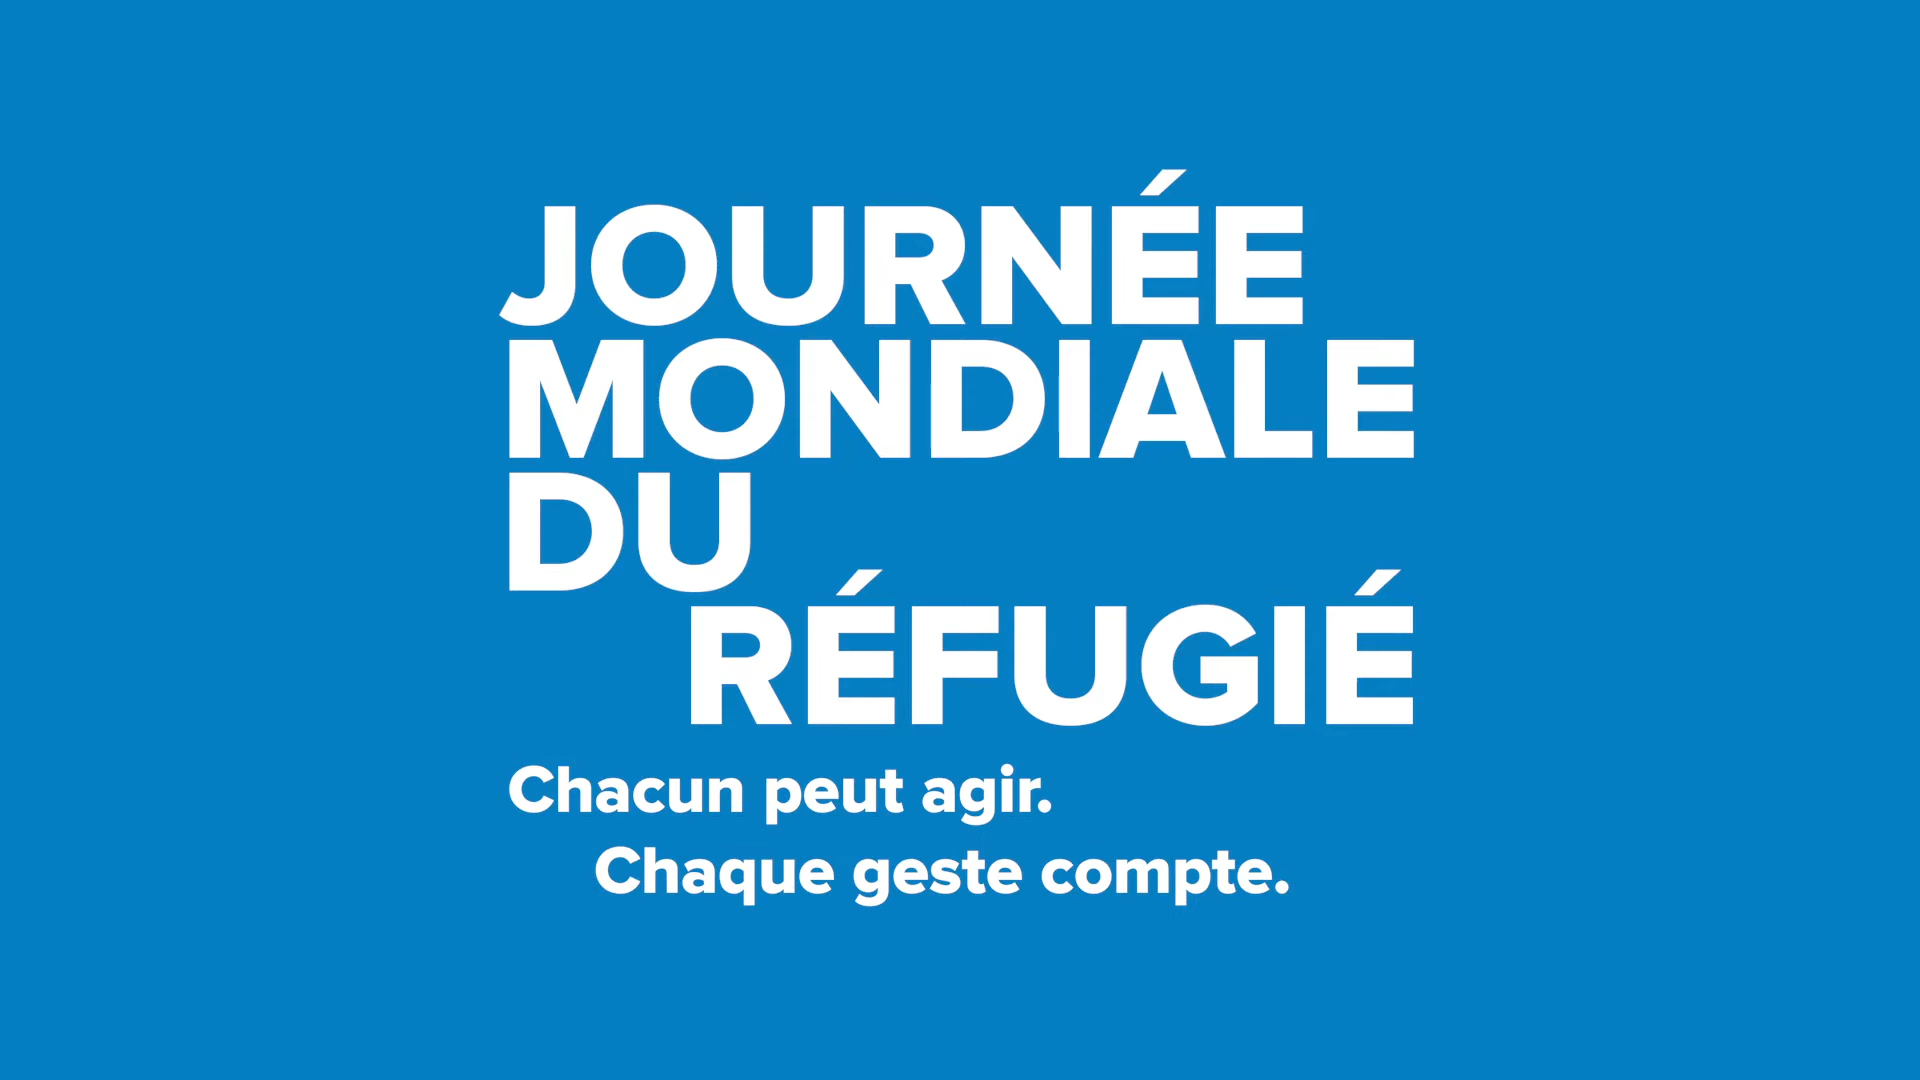 JOURNÉE
MONDIALE
DU
RÉFUGIÉ
Chacun peut agir.
Chaque geste compte.